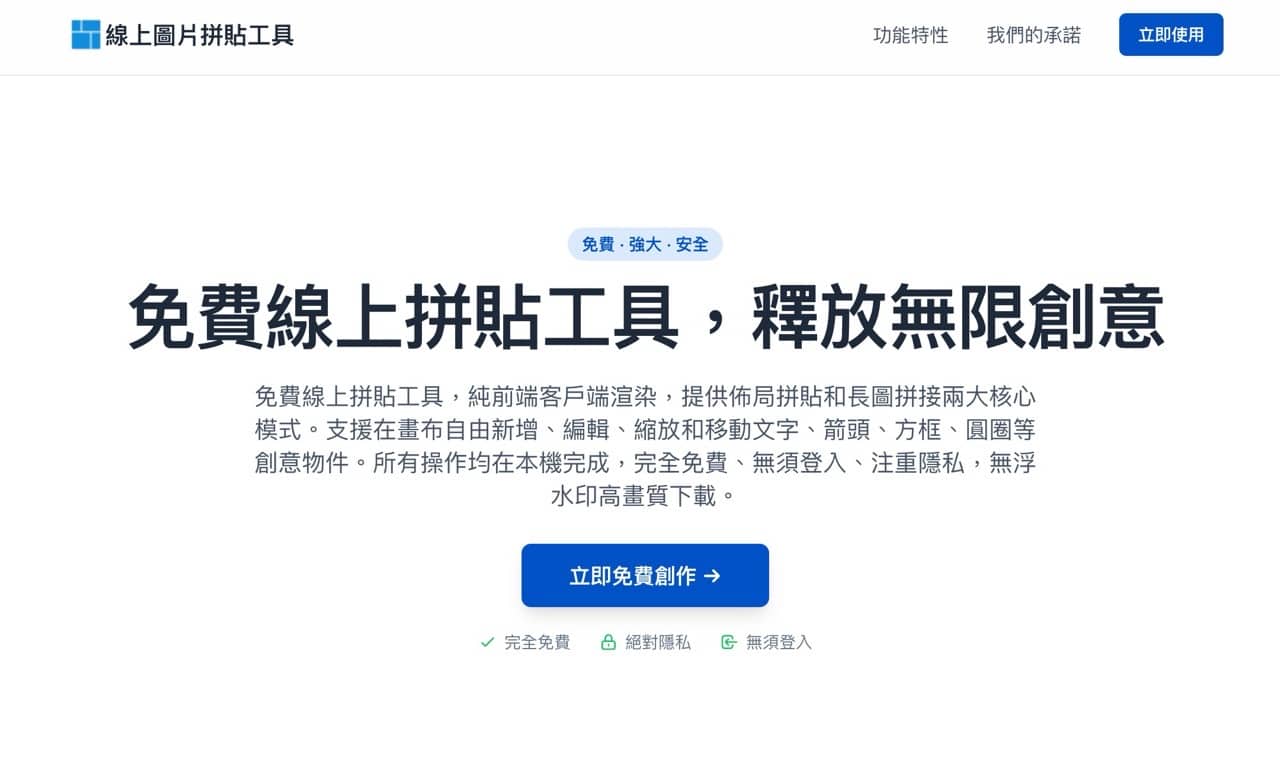 線上圖片拼貼工具
功能特性
我們的承諾
立即使用
免費 · 強大 · 安全
免費線上拼貼工具，釋放無限創意
免費線上拼貼工具，純前端客戶端渲染，提供佈局拼貼和長圖拼接兩大核心
模式。支援在畫布自由新增、編輯、縮放和移動文字、箭頭、方框、圓圈等
創意物件。所有操作均在本機完成，完全免費、無須登入、注重隱私，無浮
水印高畫質下載。
立即免費創作 →
完全免費
絕對隱私
無須登入